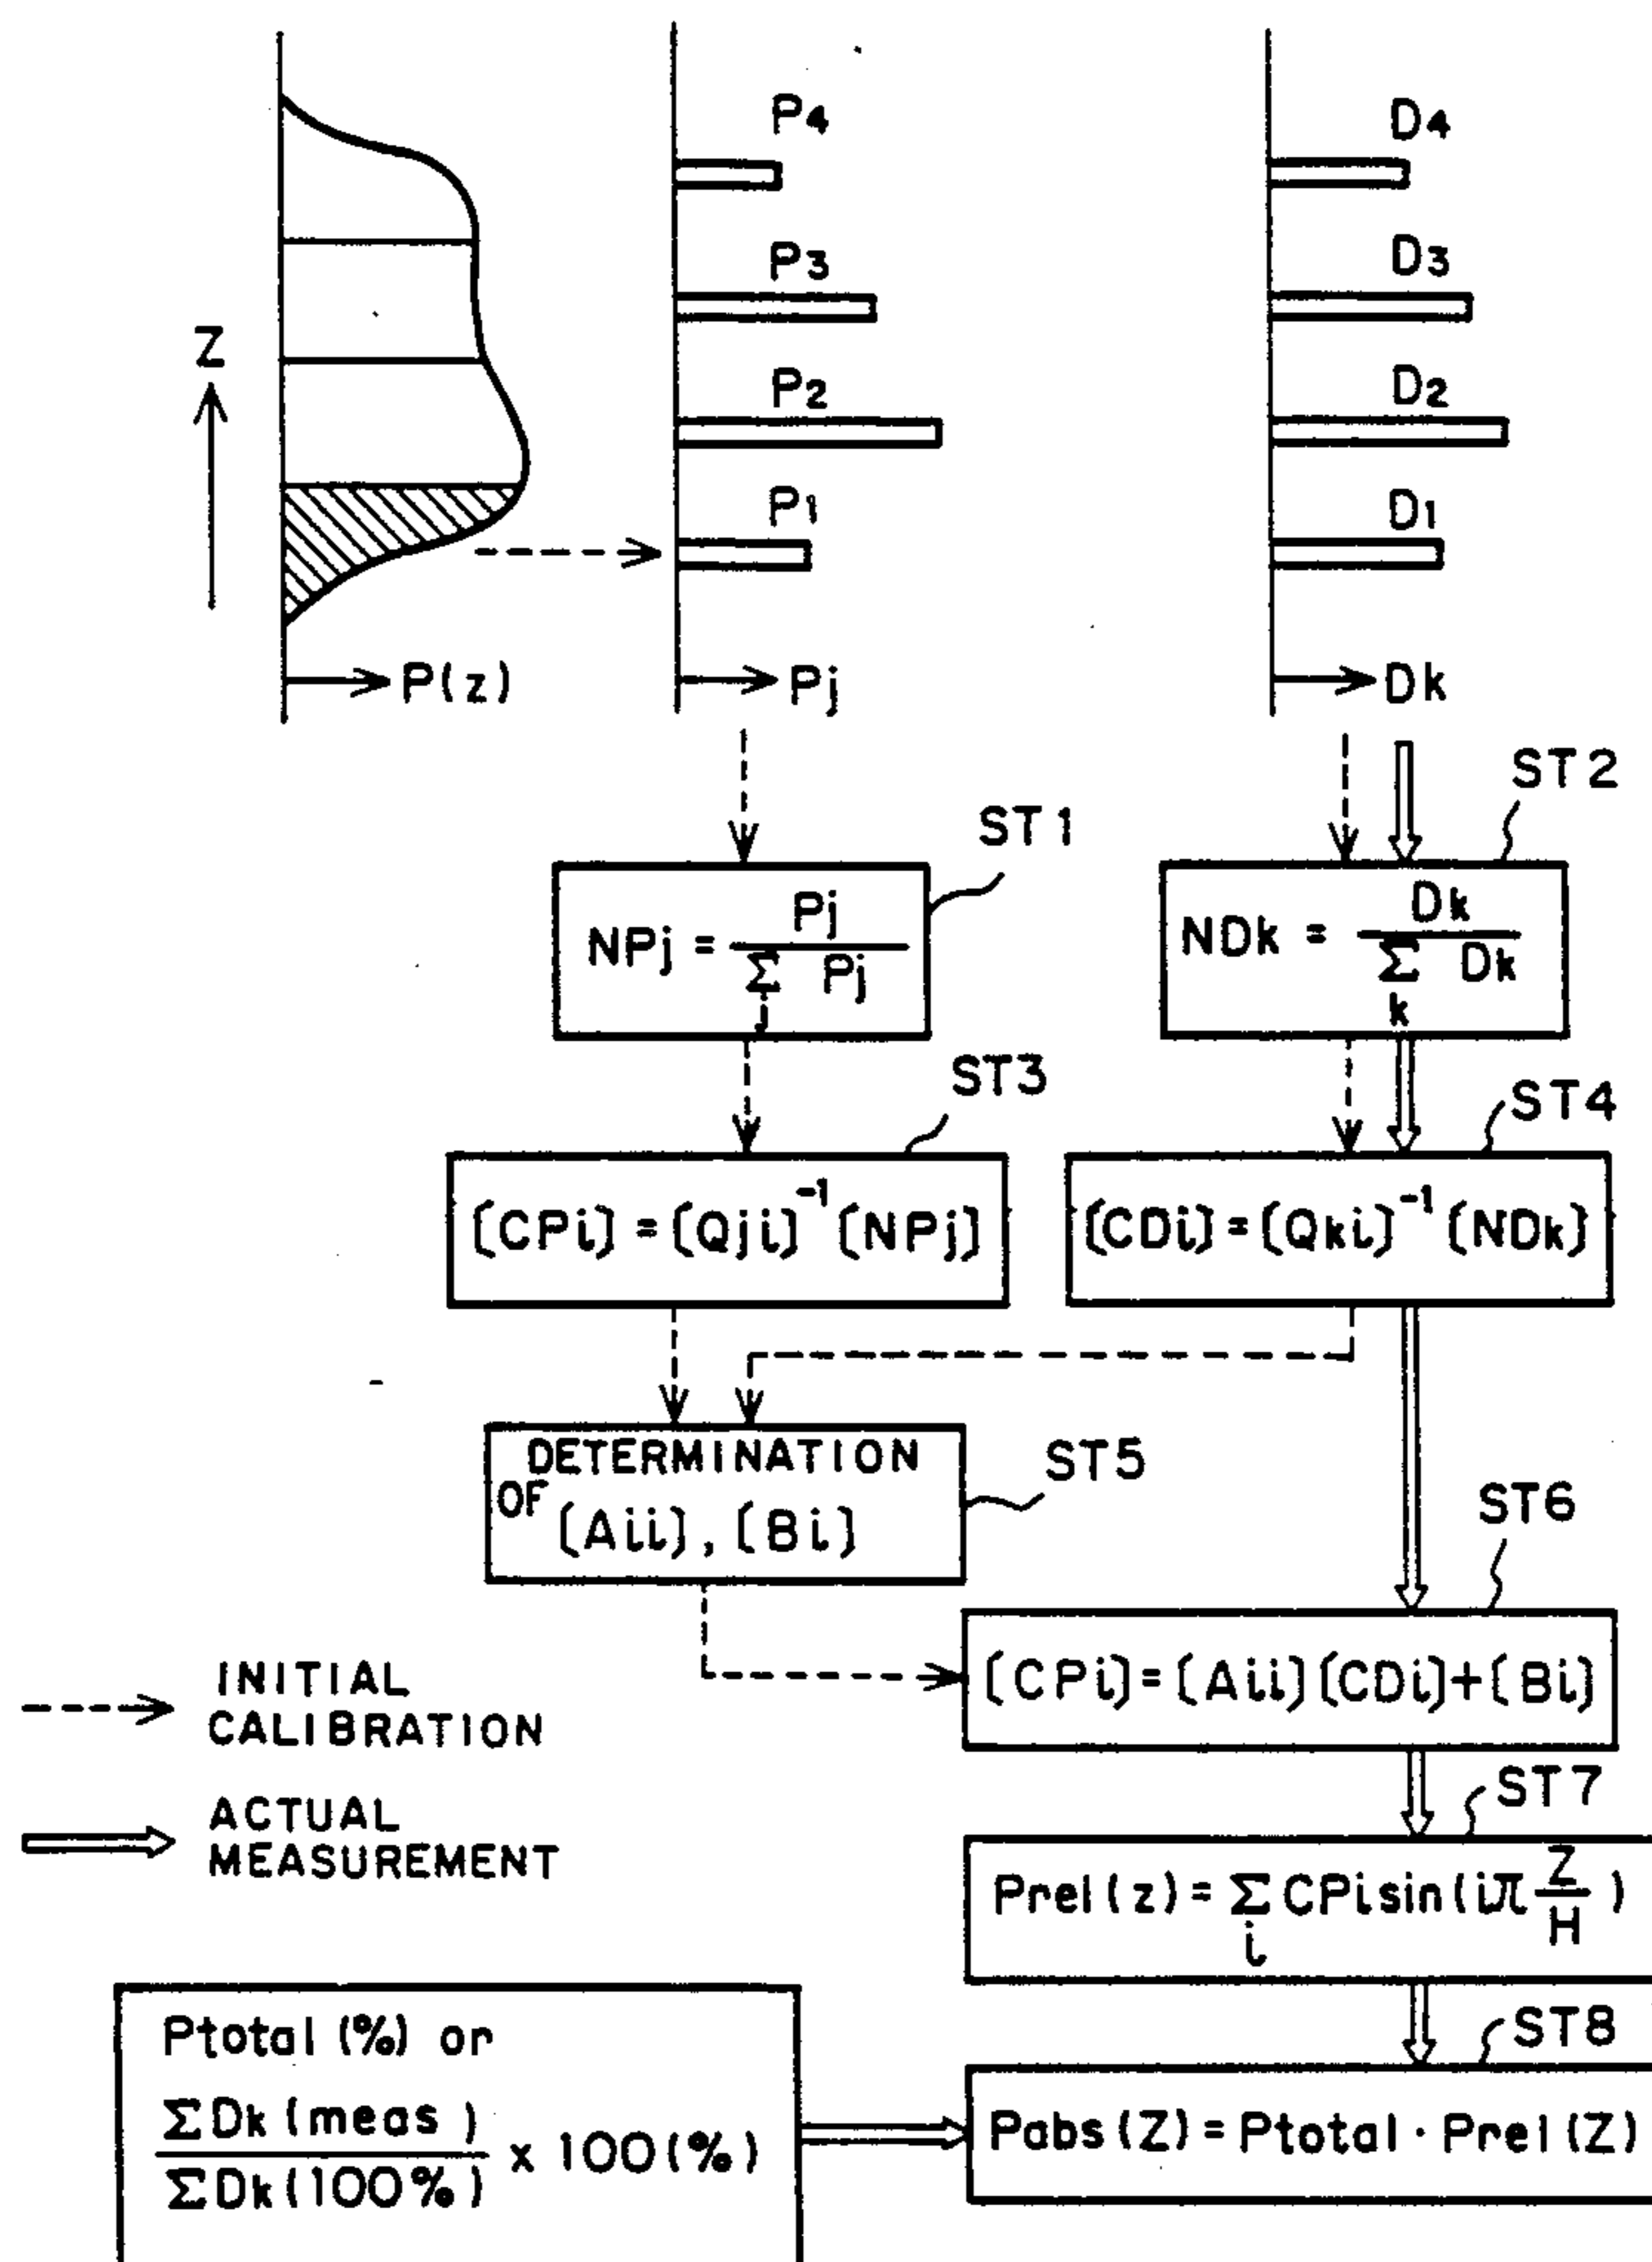 P4
D4
P3
D3
Z
P2
D2
P1
D1
P(z)
Pj
Dk
ST2
ST1
NPj = Pj / Σj Pj
NDk = Dk / Σk Dk
ST3
ST4
(CPi) = (Qji)⁻¹ (NPj)
(CDi) = (Qki)⁻¹ (NDk)
DETERMINATION
OF (Aii), (Bi)
ST5
ST6
(CPi) = (Aii)(CDi)+(Bi)
INITIAL
CALIBRATION
ST7
ACTUAL
MEASUREMENT
Prel(z) = Σi CPi sin(iπ Z/H)
ST8
Ptotal (%) or
ΣDk(meas) / ΣDk(100%) x 100(%)
Pabs(Z) = Ptotal · Prel(Z)